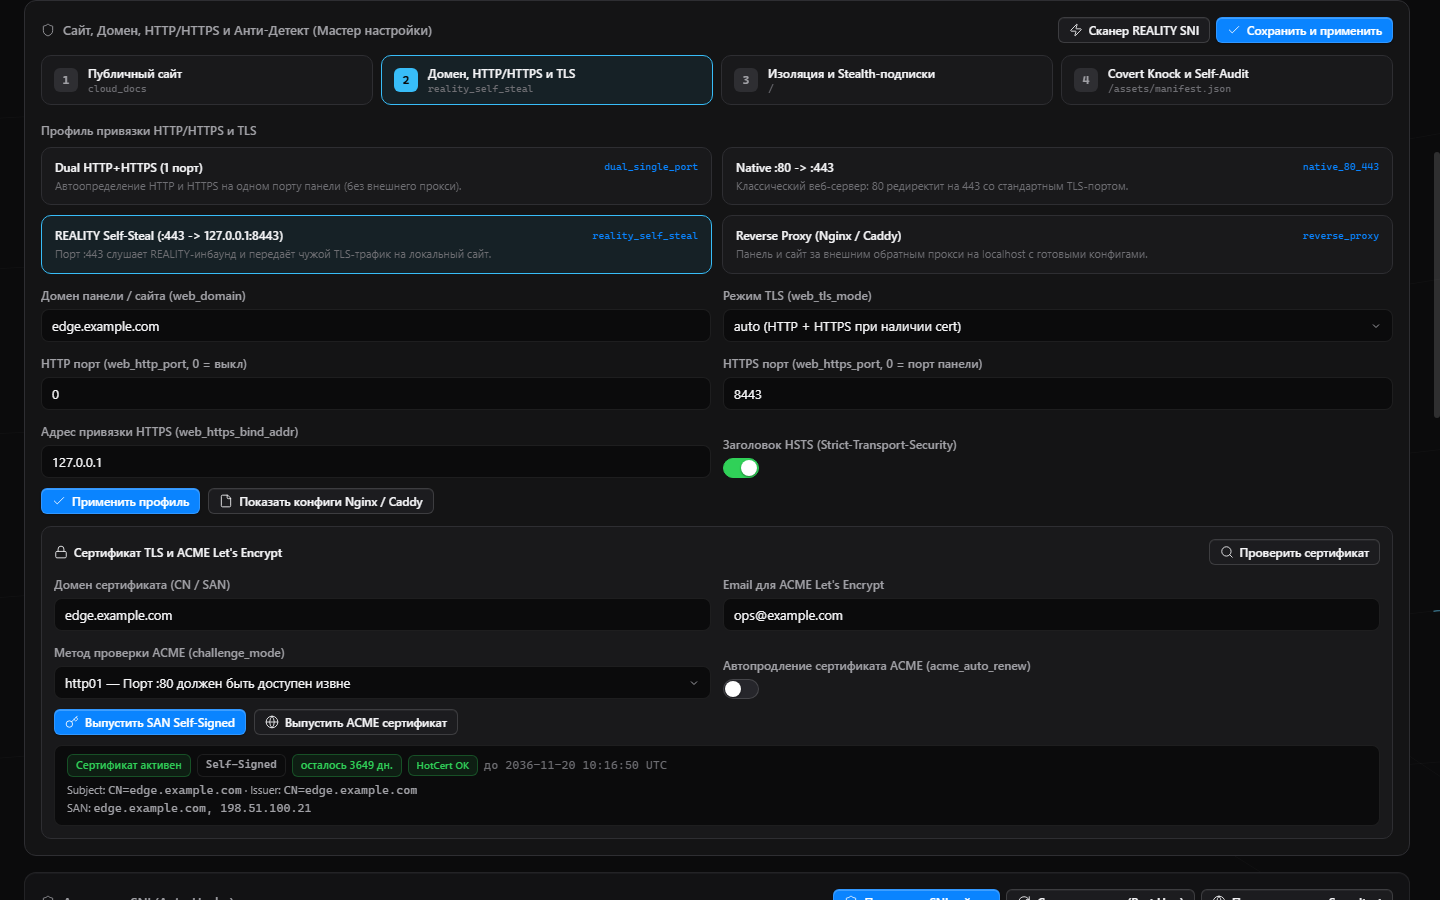 Сайт, Домен, HTTP/HTTPS и Анти-Детект (Мастер настройки)
Сканер REALITY SNI
Сохранить и применить
1
Публичный сайт
cloud_docs
2
Домен, HTTP/HTTPS и TLS
reality_self_steal
3
Изоляция и Stealth-подписки
/
4
Covert Knock и Self-Audit
/assets/manifest.json
Профиль привязки HTTP/HTTPS и TLS
Dual HTTP+HTTPS (1 порт)
dual_single_port
Автоопределение HTTP и HTTPS на одном порту панели (без внешнего прокси).
Native :80 -> :443
native_80_443
Классический веб-сервер: 80 редиректит на 443 со стандартным TLS-портом.
REALITY Self-Steal (:443 -> 127.0.0.1:8443)
reality_self_steal
Порт :443 слушает REALITY-инбаунд и передаёт чужой TLS-трафик на локальный сайт.
Reverse Proxy (Nginx / Caddy)
reverse_proxy
Панель и сайт за внешним обратным прокси на localhost с готовыми конфигами.
Домен панели / сайта (web_domain)
Режим TLS (web_tls_mode)
edge.example.com
auto (HTTP + HTTPS при наличии cert)
HTTP порт (web_http_port, 0 = выкл)
HTTPS порт (web_https_port, 0 = порт панели)
0
8443
Адрес привязки HTTPS (web_https_bind_addr)
Заголовок HSTS (Strict-Transport-Security)
127.0.0.1
Применить профиль
Показать конфиги Nginx / Caddy
Сертификат TLS и ACME Let's Encrypt
Проверить сертификат
Домен сертификата (CN / SAN)
Email для ACME Let's Encrypt
edge.example.com
ops@example.com
Метод проверки ACME (challenge_mode)
Автопродление сертификата ACME (acme_auto_renew)
http01 — Порт :80 должен быть доступен извне
Выпустить SAN Self-Signed
Выпустить ACME сертификат
Сертификат активен
Self-Signed
осталось 3649 дн.
HotCert OK
до 2036-11-20 10:16:50 UTC
Subject: CN=edge.example.com · Issuer: CN=edge.example.com
SAN: edge.example.com, 198.51.100.21